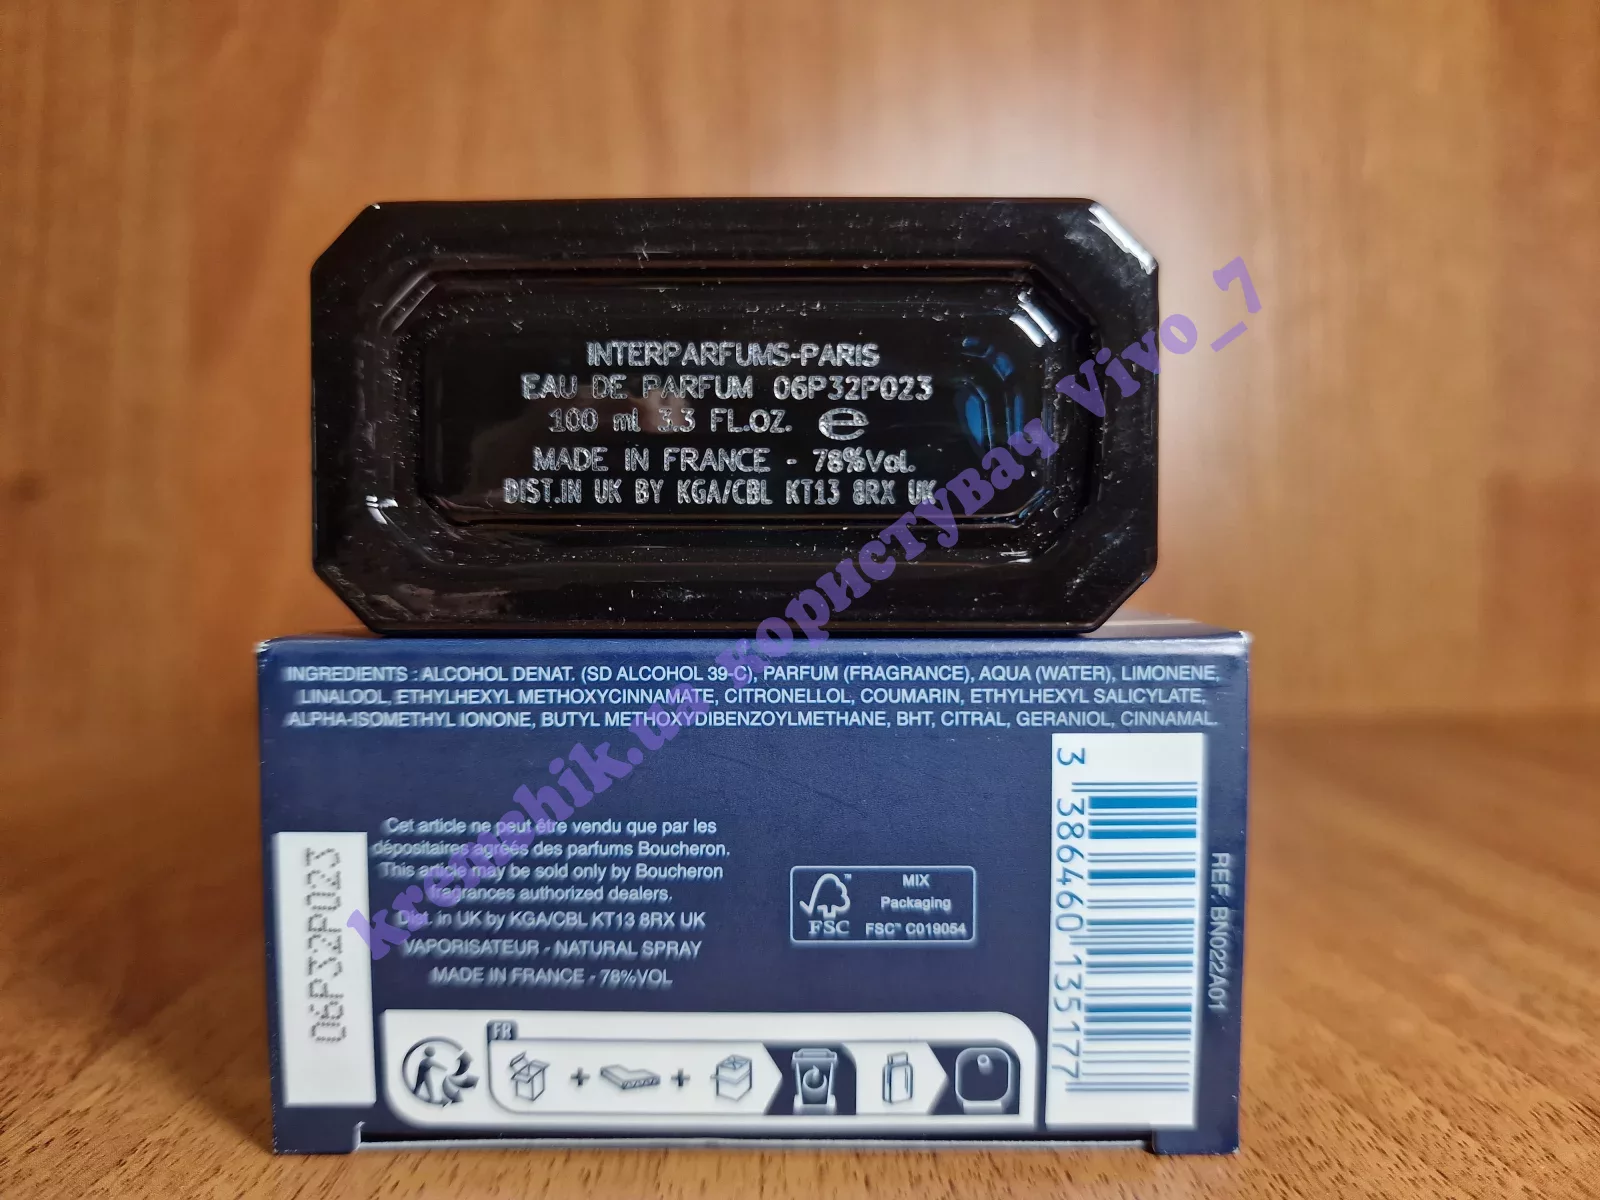 INTERPARFUMS-PARIS
EAU DE PARFUM 06P32P023
100 ml 3.3 FL.OZ. e
MADE IN FRANCE - 78%Vol.
DIST.IN UK BY KGA/CBL KT13 8RX UK
INGREDIENTS : ALCOHOL DENAT. (SD ALCOHOL 39-C), PARFUM (FRAGRANCE), AQUA (WATER), LIMONENE,
LINALOOL, ETHYLHEXYL METHOXYCINNAMATE, CITRONELLOL, COUMARIN, ETHYLHEXYL SALICYLATE,
ALPHA-ISOMETHYL IONONE, BUTYL METHOXYDIBENZOYLMETHANE, BHT, CITRAL, GERANIOL, CINNAMAL.
06P32P023
Cet article ne peut être vendu que par les
dépositaires agréés des parfums Boucheron.
This article may be sold only by Boucheron
fragrances authorized dealers.
Dist. in UK by KGA/CBL KT13 8RX UK
VAPORISATEUR - NATURAL SPRAY
MADE IN FRANCE - 78%VOL
FSC™
MIX
Packaging
FSC™ C019054
3 386460 135177
REF: BN022A01
FR
kremchik.ua користувач Vivo_7